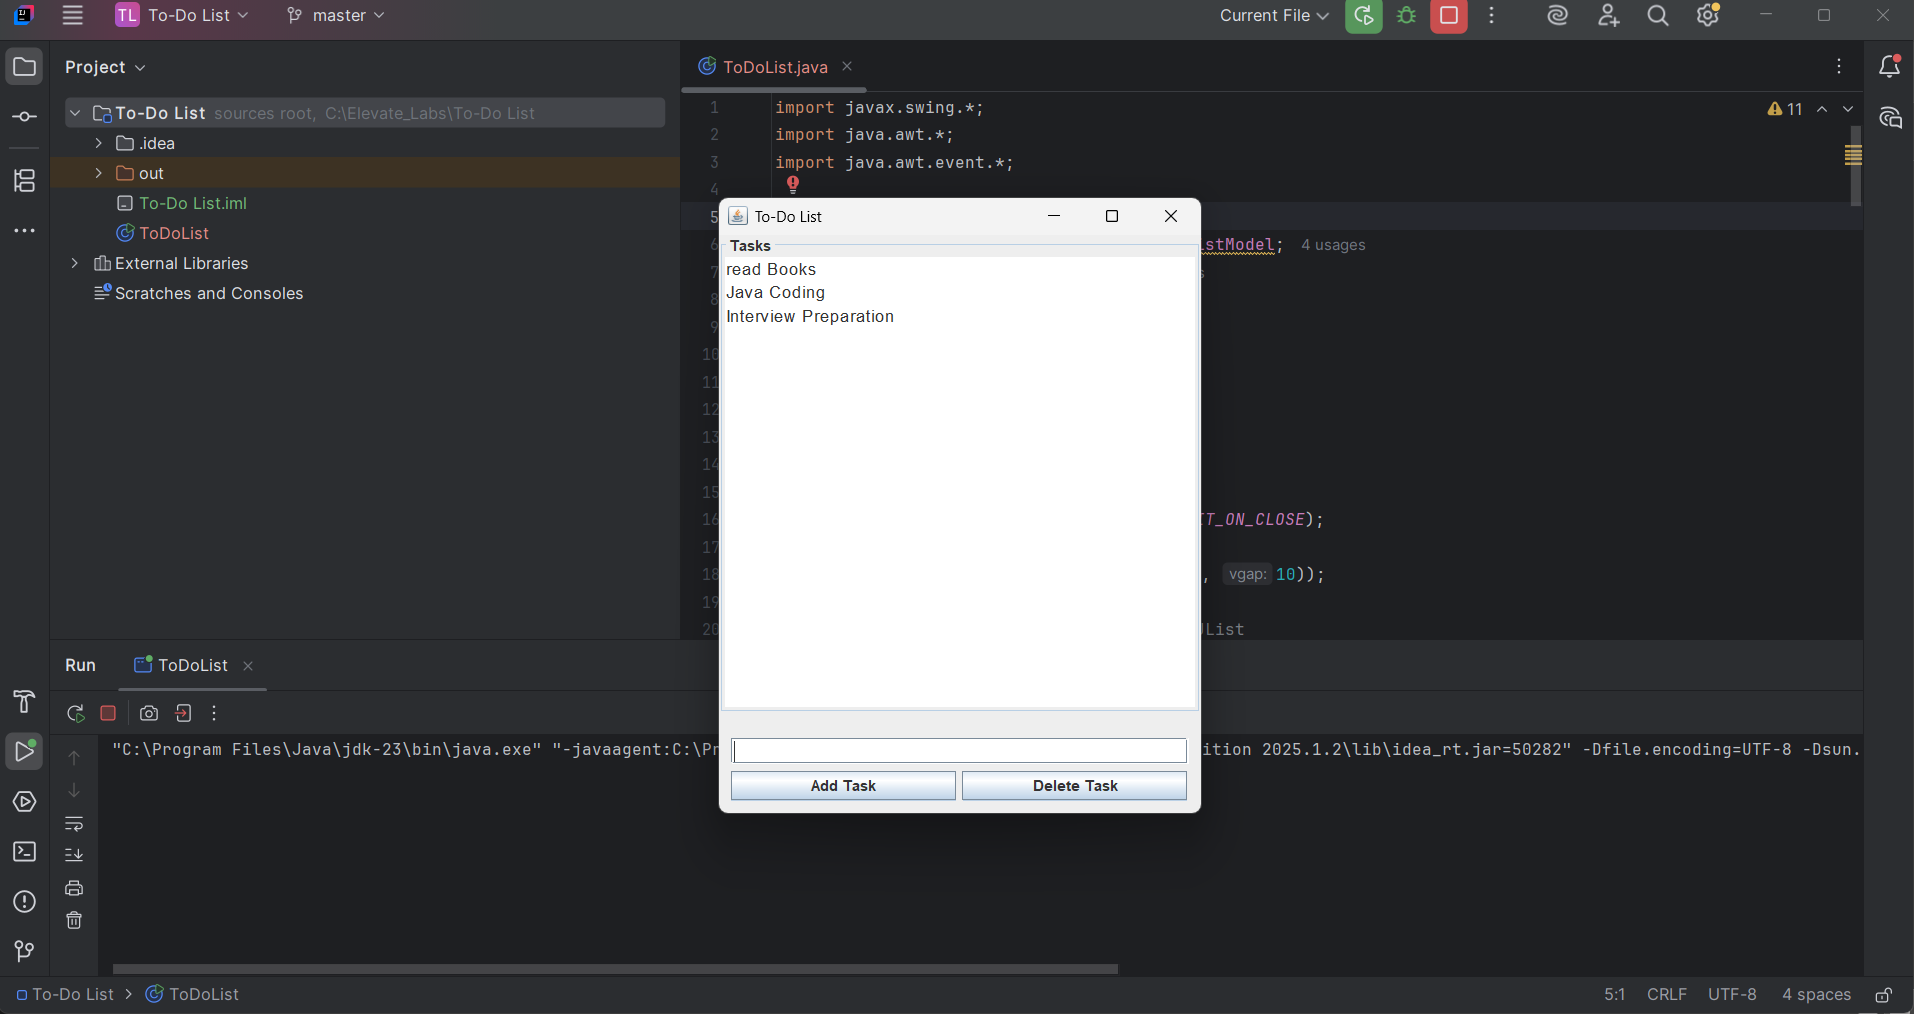 TL To-Do List master Current File
Project
ToDoList.java
To-Do List sources root, C:\Elevate_Labs\To-Do List
.idea
out
To-Do List.iml
ToDoList
External Libraries
Scratches and Consoles
1 import javax.swing.*;
2 import java.awt.*;
3 import java.awt.event.*;
4
5
6 stModel; 4 usages
7
8
9
10
11
12
13
14
15
16 T_ON_CLOSE);
17
18 , vgap: 10));
19
20 List
11
To-Do List
Tasks
read Books
Java Coding
Interview Preparation
Add Task Delete Task
Run ToDoList
"C:\Program Files\Java\jdk-23\bin\java.exe" "-javaagent:C:\Pr ition 2025.1.2\lib\idea_rt.jar=50282" -Dfile.encoding=UTF-8 -Dsun.
To-Do List > ToDoList 5:1 CRLF UTF-8 4 spaces